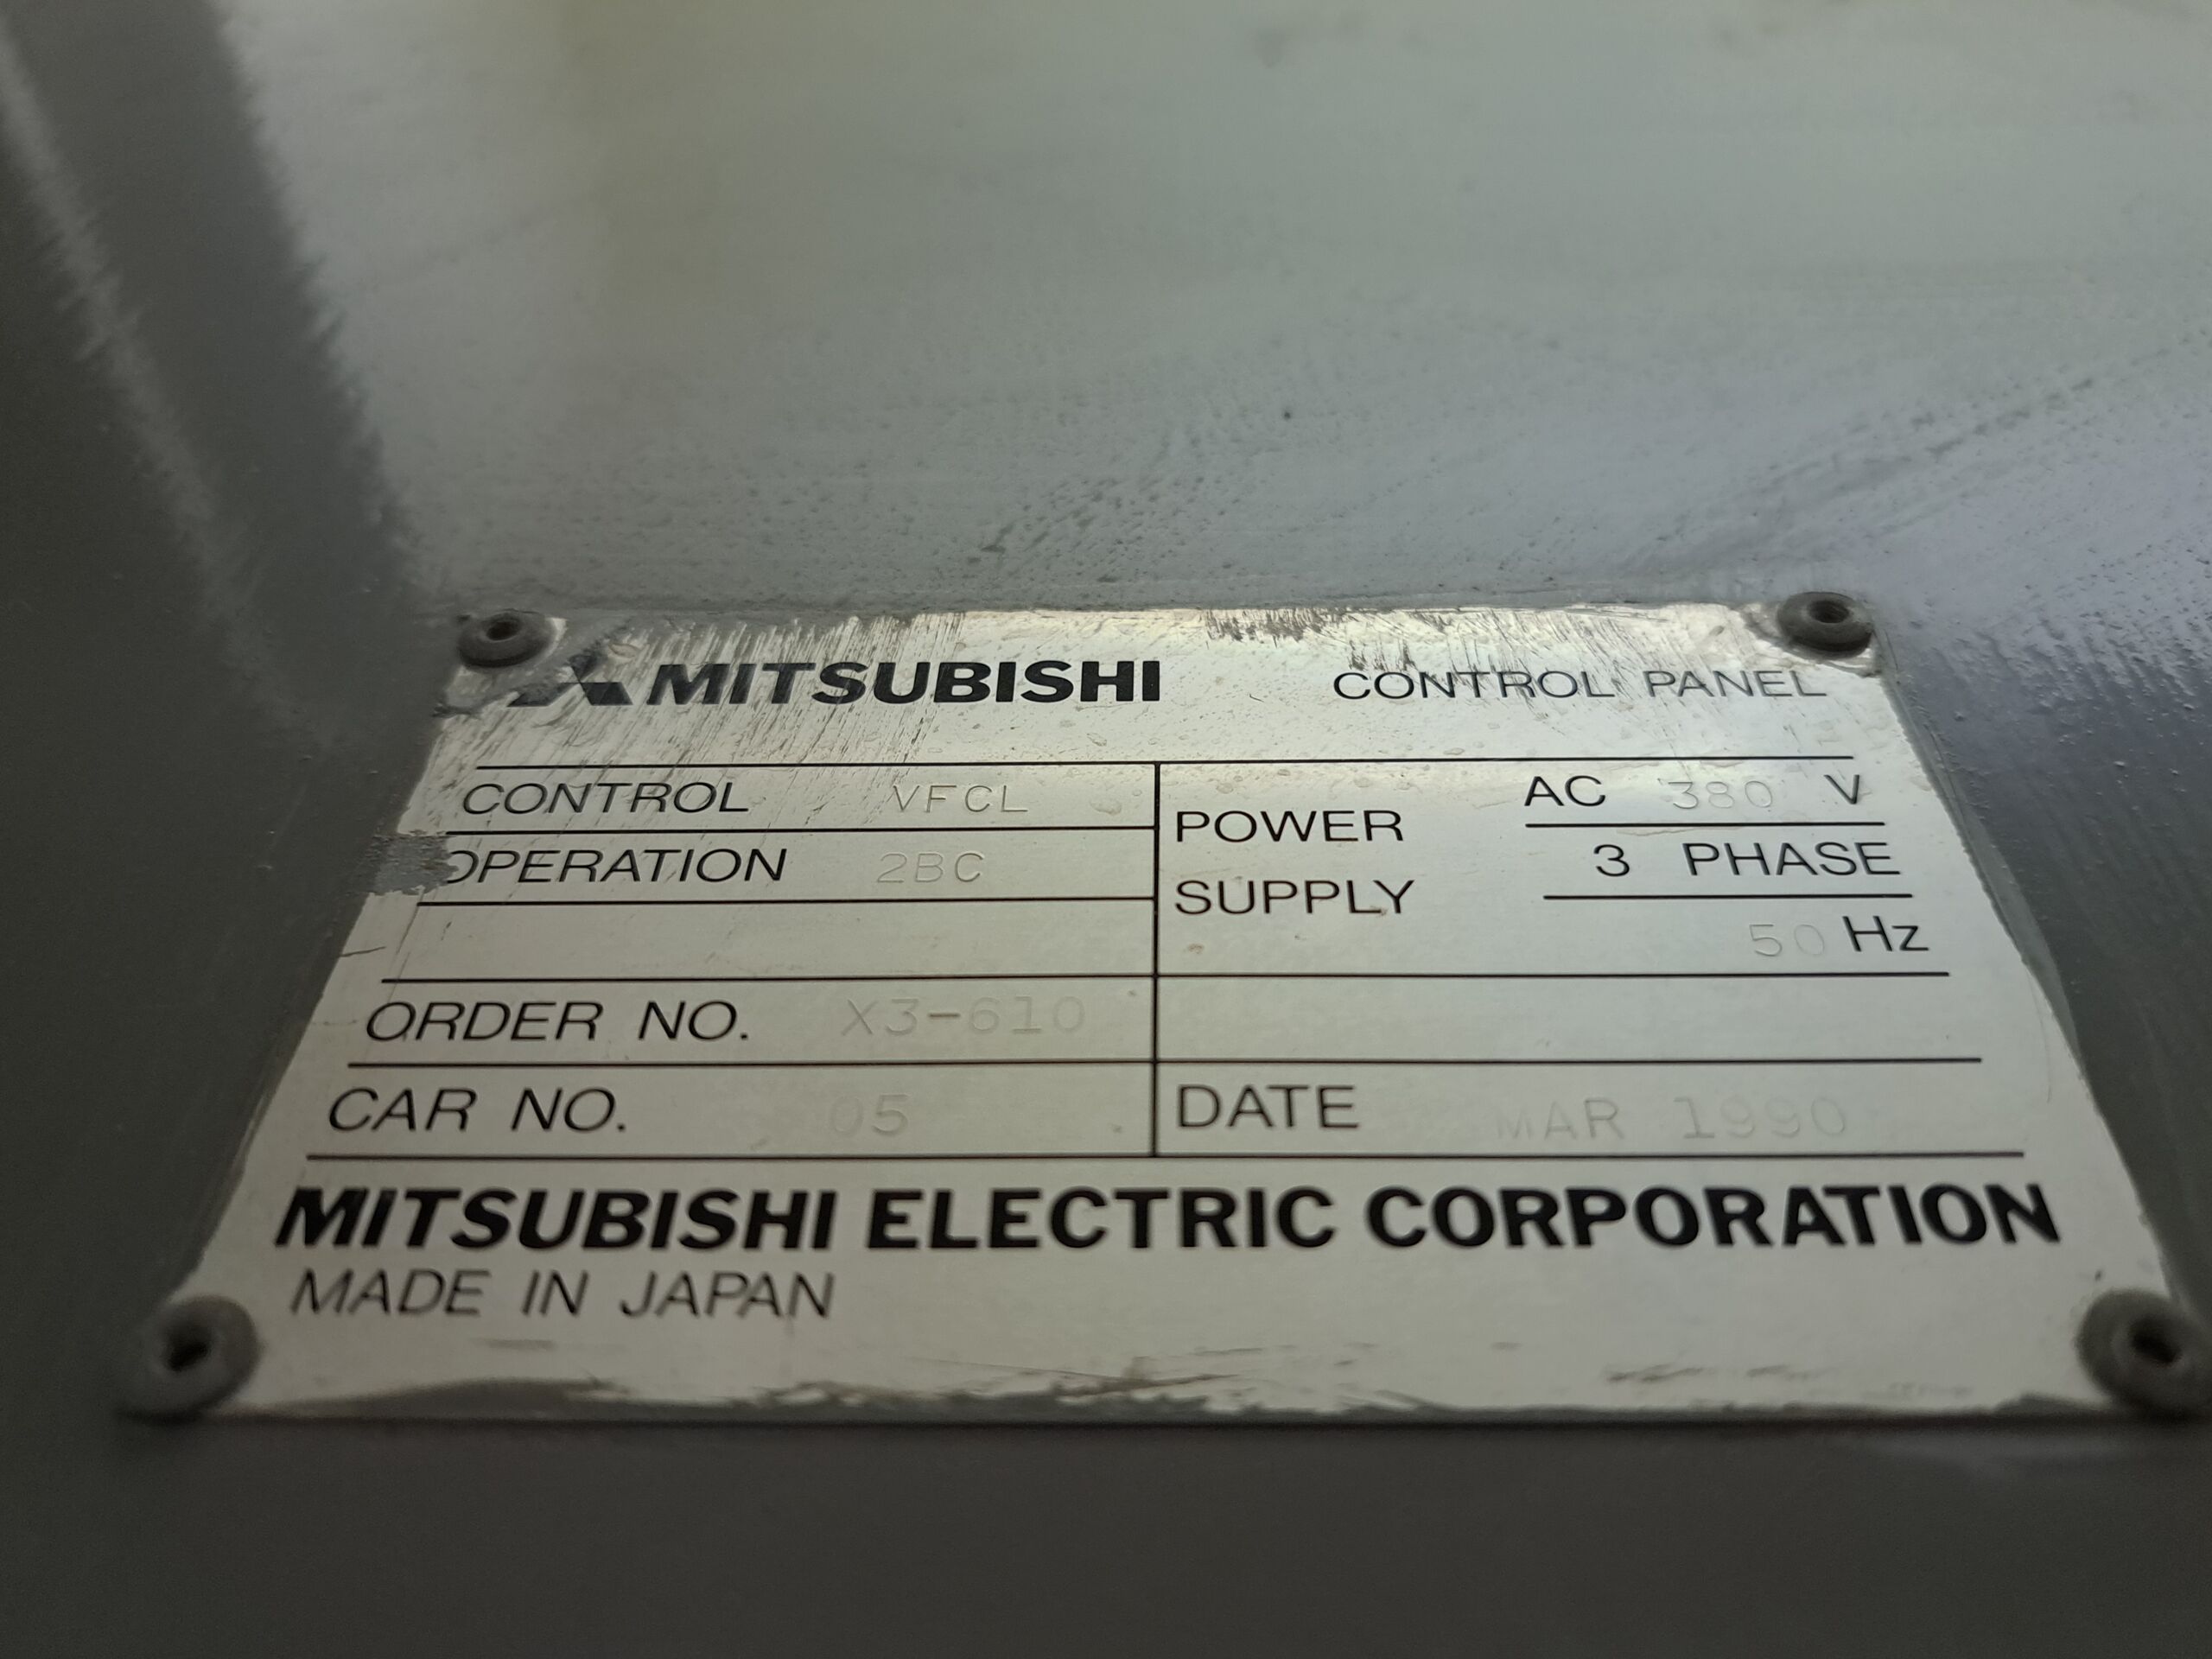 MITSUBISHI CONTROL PANEL
CONTROL VFCL
OPERATION 2BC
POWER SUPPLY
AC 380 V
3 PHASE
50 Hz
ORDER NO. X3-610
CAR NO. 05
DATE MAR 1990
MITSUBISHI ELECTRIC CORPORATION
MADE IN JAPAN